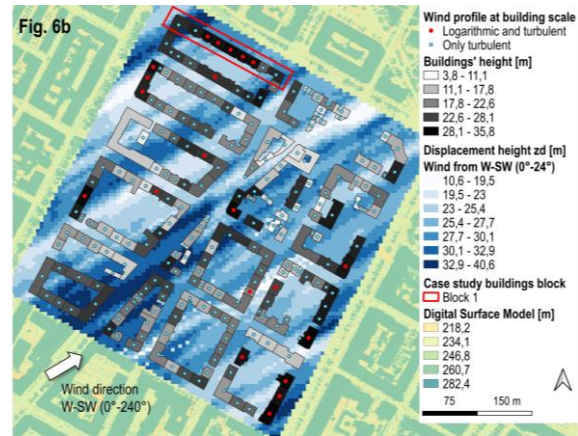 Fig. 6b
Wind direction
W-SW (0°-240°)
Wind profile at building scale
Logarithmic and turbulent
Only turbulent
Buildings' height [m]
3,8 - 11,1
11,1 - 17,8
17,8 - 22,6
22,6 - 28,1
28,1 - 35,8
Displacement height zd [m]
Wind from W-SW (0°-24°)
10,6 - 19,5
19,5 - 23
23 - 25,4
25,4 - 27,7
27,7 - 30,1
30,1 - 32,9
32,9 - 40,6
Case study buildings block
Block 1
Digital Surface Model [m]
218,2
234,1
246,8
260,7
282,4
75 150 m